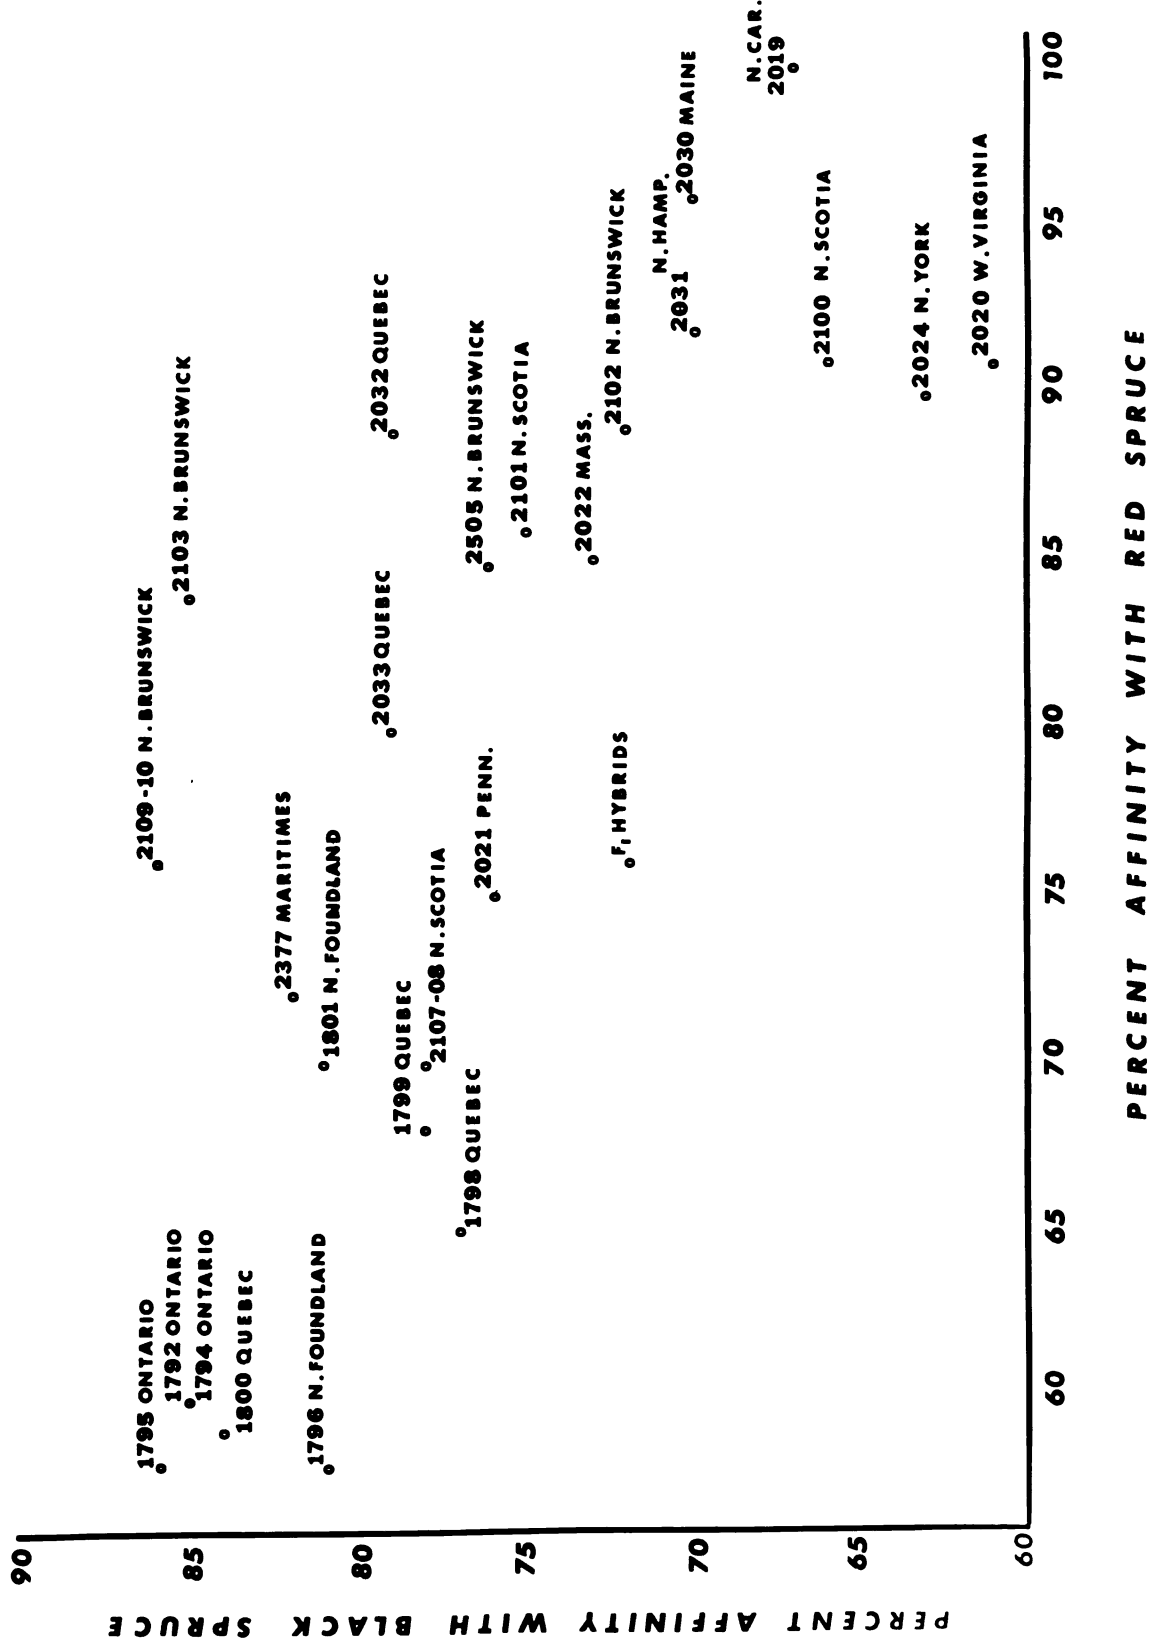 PERCENT AFFINITY WITH BLACK SPRUCE
90
85
80
75
70
65
60
1795 ONTARIO
1792 ONTARIO
1794 ONTARIO
1800 QUEBEC
1796 N.FOUNDLAND
2109-10 N.BRUNSWICK
2103 N.BRUNSWICK
2377 MARITIMES
1801 N.FOUNDLAND
1799 QUEBEC
2107-08 N.SCOTIA
1798 QUEBEC
2033 QUEBEC
2032 QUEBEC
2021 PENN.
2505 N.BRUNSWICK
2101 N.SCOTIA
2022 MASS.
2102 N.BRUNSWICK
F1 HYBRIDS
N.HAMP.
2031
2030 MAINE
N.CAR.
2019
2100 N.SCOTIA
2024 N.YORK
2020 W.VIRGINIA
60
65
70
75
80
85
90
95
100
PERCENT AFFINITY WITH RED SPRUCE